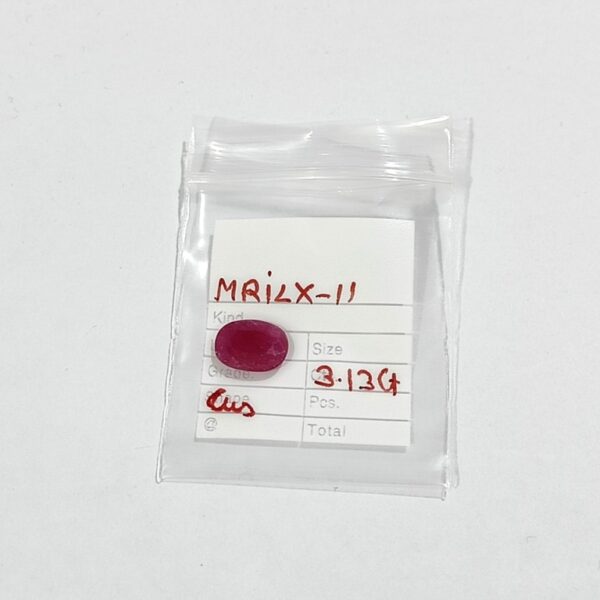 MRiLX-11
Kind
Size
Grade.
3.13Ct
Cus
Pcs.
@
Total